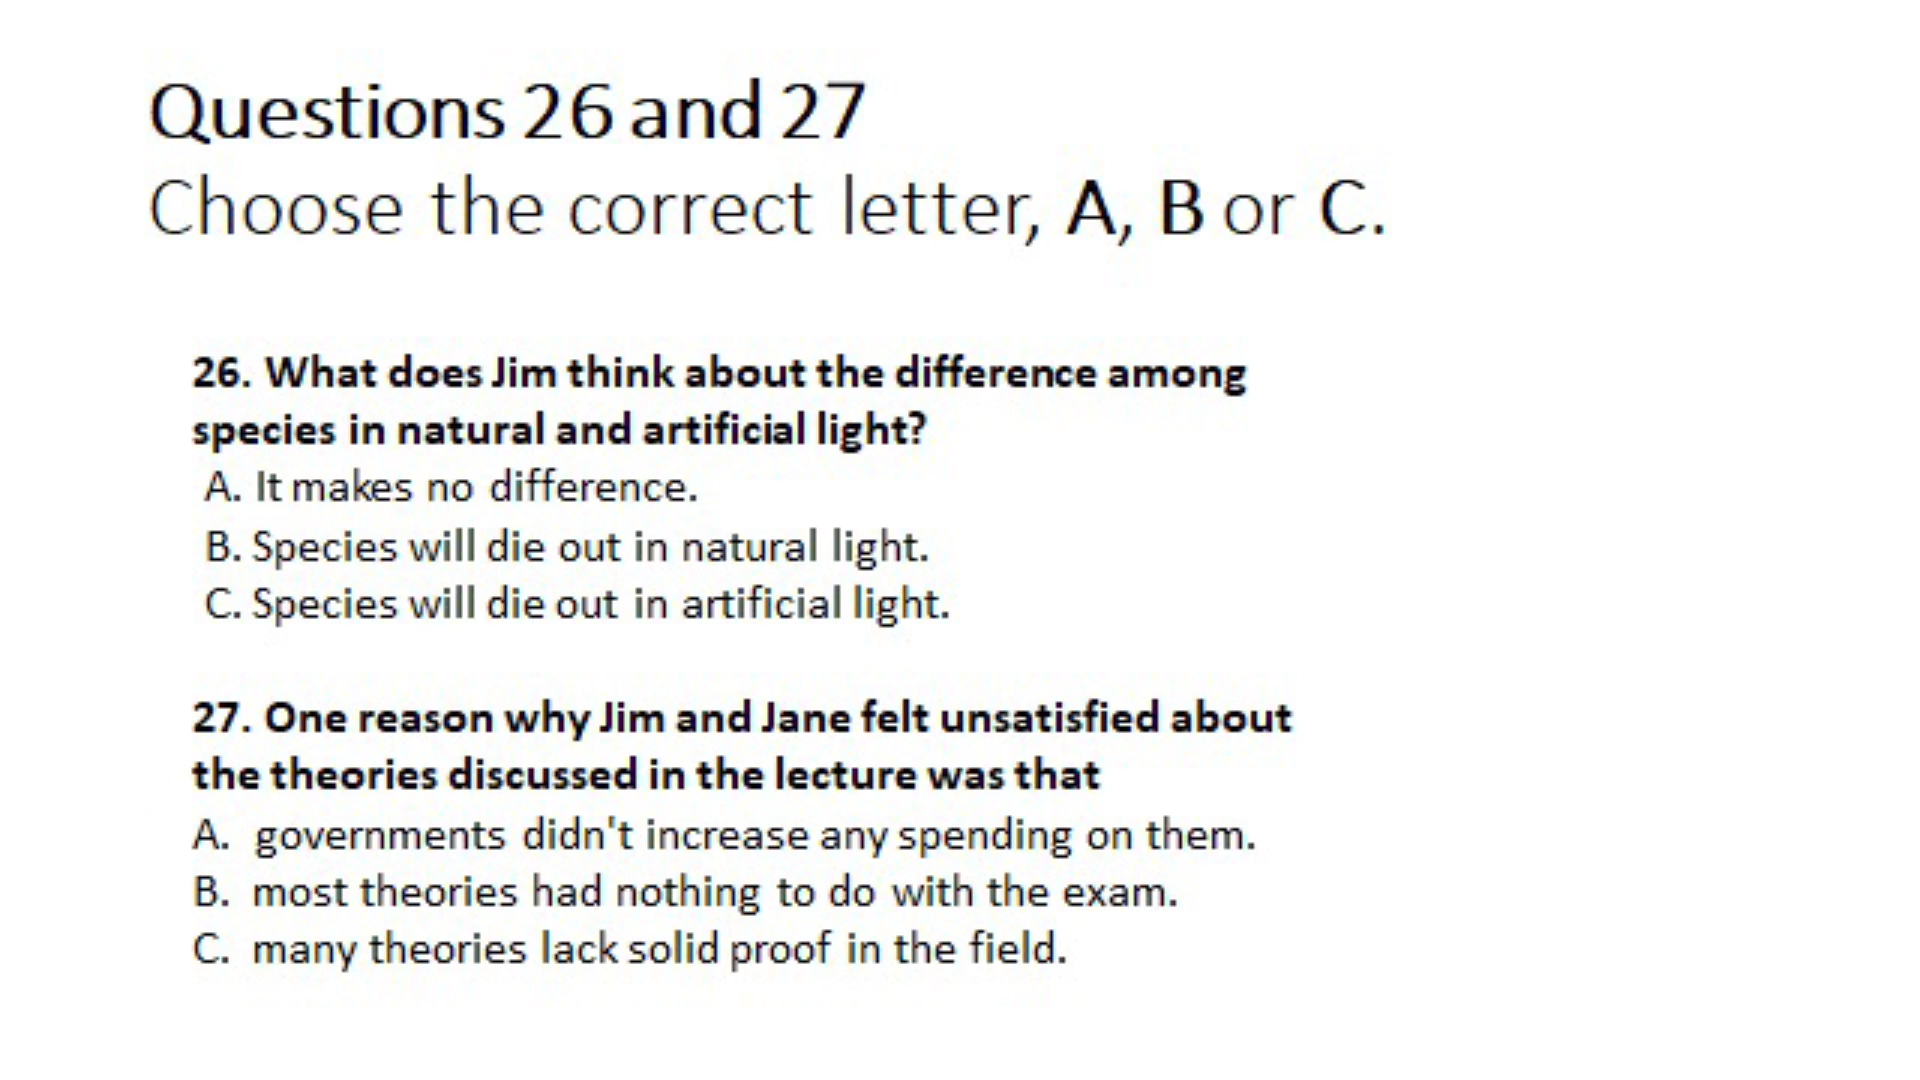 Questions 26 and 27
Choose the correct letter, A, B or C.
26. What does Jim think about the difference among
species in natural and artificial light?
A. It makes no difference.
B. Species will die out in natural light.
C. Species will die out in artificial light.
27. One reason why Jim and Jane felt unsatisfied about
the theories discussed in the lecture was that
A. governments didn't increase any spending on them.
B. most theories had nothing to do with the exam.
C. many theories lack solid proof in the field.